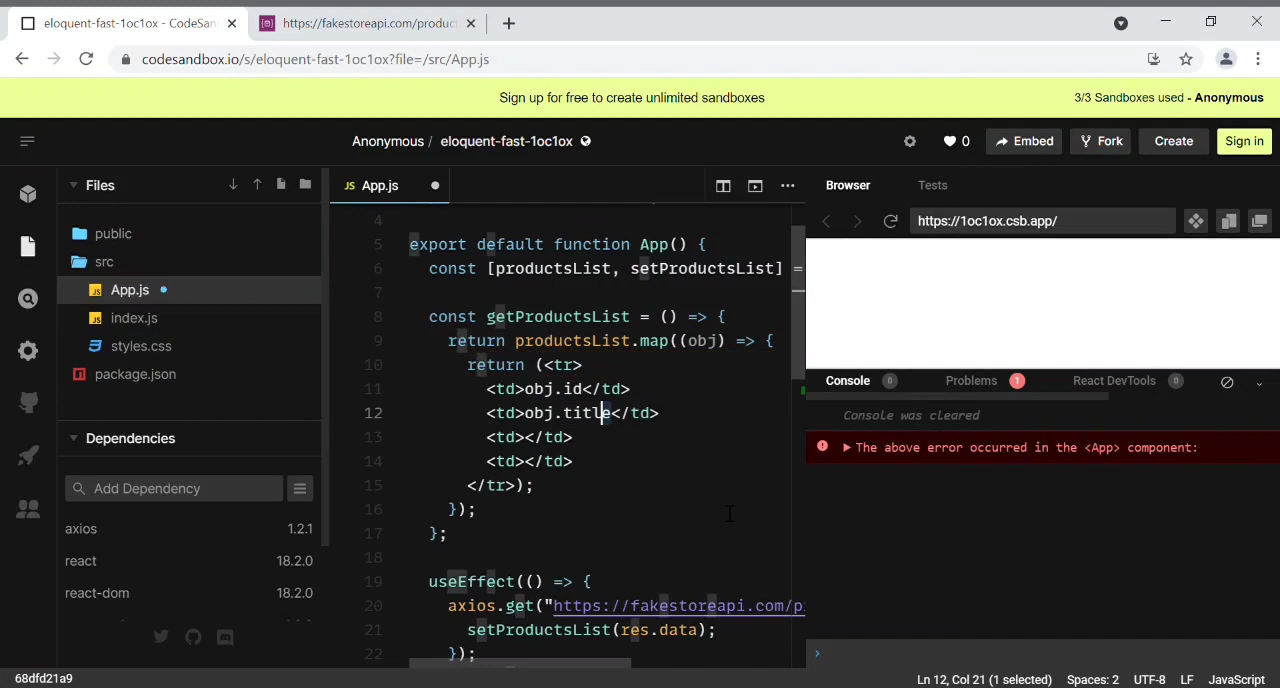 eloquent-fast-1oc1ox - CodeSan
https://fakestoreapi.com/product
codesandbox.io/s/eloquent-fast-1oc1ox?file=/src/App.js
Sign up for free to create unlimited sandboxes
3/3 Sandboxes used - Anonymous
Anonymous / eloquent-fast-1oc1ox
0
Embed
Fork
Create
Sign in
Files
JS App.js
Browser
Tests
https://1oc1ox.csb.app/
public
src
JS App.js
JS index.js
styles.css
package.json
Dependencies
Add Dependency
axios 1.2.1
react 18.2.0
react-dom 18.2.0
4
5 export default function App() {
6 const [productsList, setProductsList] =
7
8 const getProductsList = () => {
9 return productsList.map((obj) => {
10 return (<tr>
11 <td>obj.id</td>
12 <td>obj.title</td>
13 <td></td>
14 <td></td>
15 </tr>);
16 });
17 };
18
19 useEffect(() => {
20 axios.get("https://fakestoreapi.com/p
21 setProductsList(res.data);
22 });
Console 0
Problems 1
React DevTools 0
Console was cleared
The above error occurred in the <App> component:
68dfd21a9
Ln 12, Col 21 (1 selected)
Spaces: 2
UTF-8
LF
JavaScript